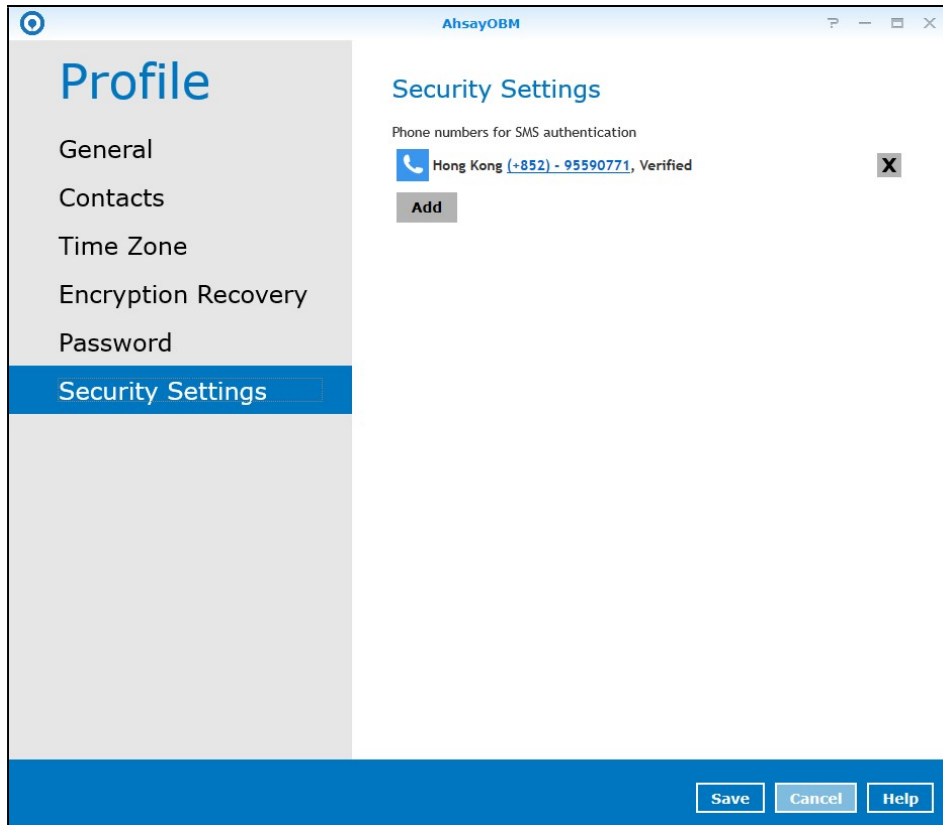 AhsayOBM
Profile
General
Contacts
Time Zone
Encryption Recovery
Password
Security Settings
Security Settings
Phone numbers for SMS authentication
Hong Kong (+852) - 95590771, Verified
X
Add
Save
Cancel
Help